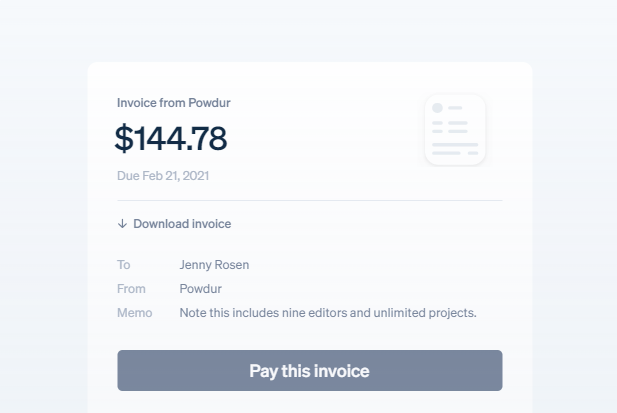 Invoice from Powdur
$144.78
Due Feb 21, 2021
↓ Download invoice
To Jenny Rosen
From Powdur
Memo Note this includes nine editors and unlimited projects.
Pay this invoice